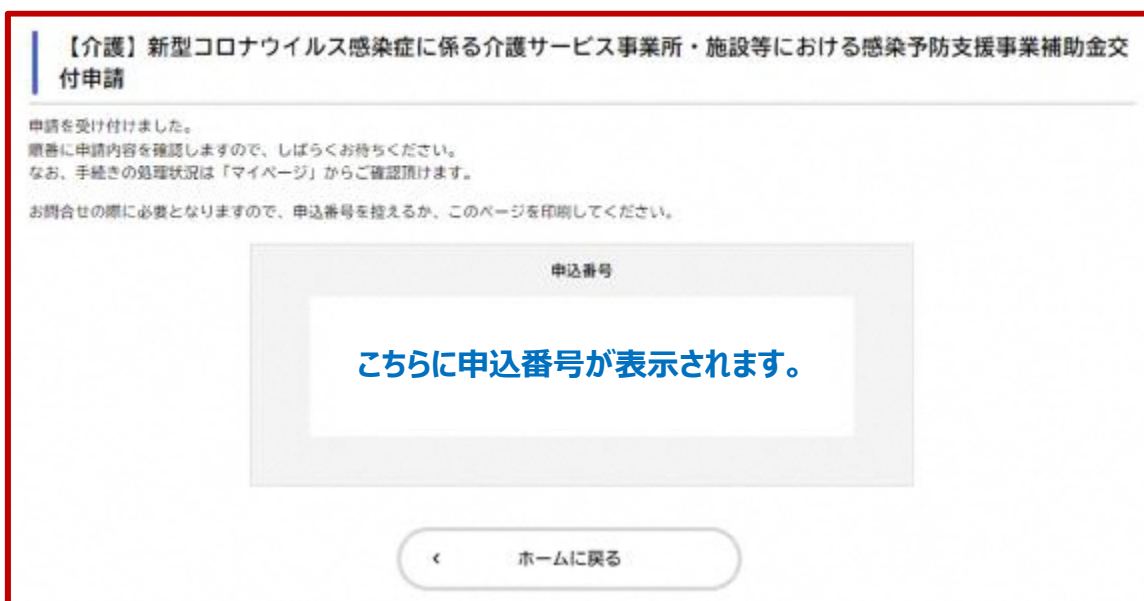 【介護】新型コロナウイルス感染症に係る介護サービス事業所・施設等における感染予防支援事業補助金交
付申請
申請を受け付けました。
順番に申請内容を確認しますので、しばらくお待ちください。
なお、手続きの処理状況は「マイページ」からご確認頂けます。
お問合せの際に必要となりますので、申込番号を控えるか、このページを印刷してください。
申込番号
こちらに申込番号が表示されます。
‹ ホームに戻る